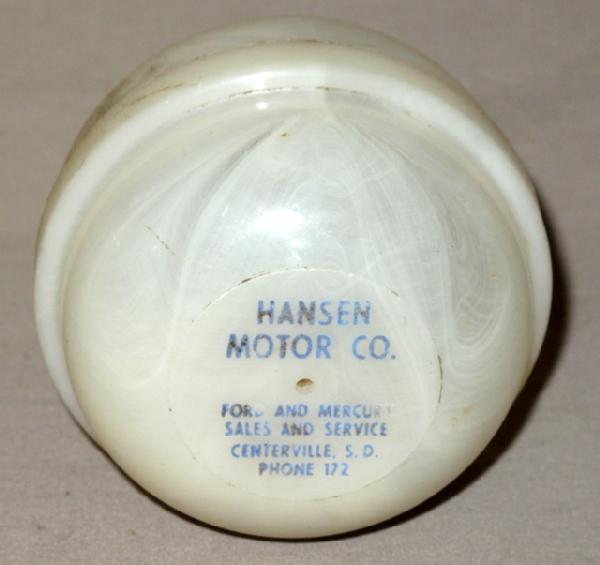 HANSEN
MOTOR CO.
FORD AND MERCURY
SALES AND SERVICE
CENTERVILLE, S. D.
PHONE 172